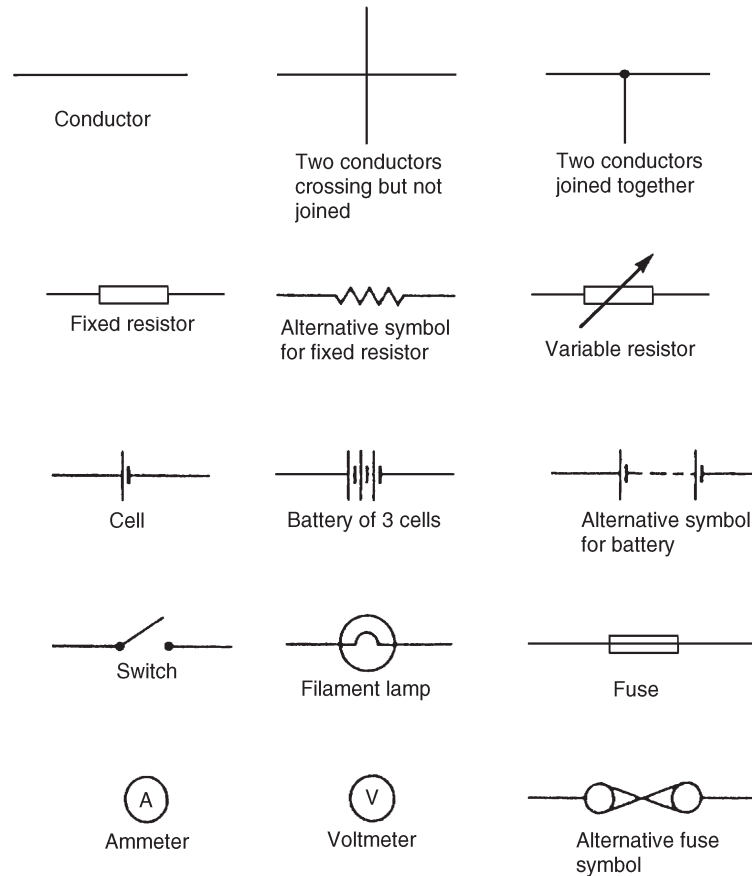 Conductor
Two conductors
crossing but not
joined
Two conductors
joined together
Fixed resistor
Alternative symbol
for fixed resistor
Variable resistor
Cell
Battery of 3 cells
Alternative symbol
for battery
Switch
Filament lamp
Fuse
A
Ammeter
V
Voltmeter
Alternative fuse
symbol